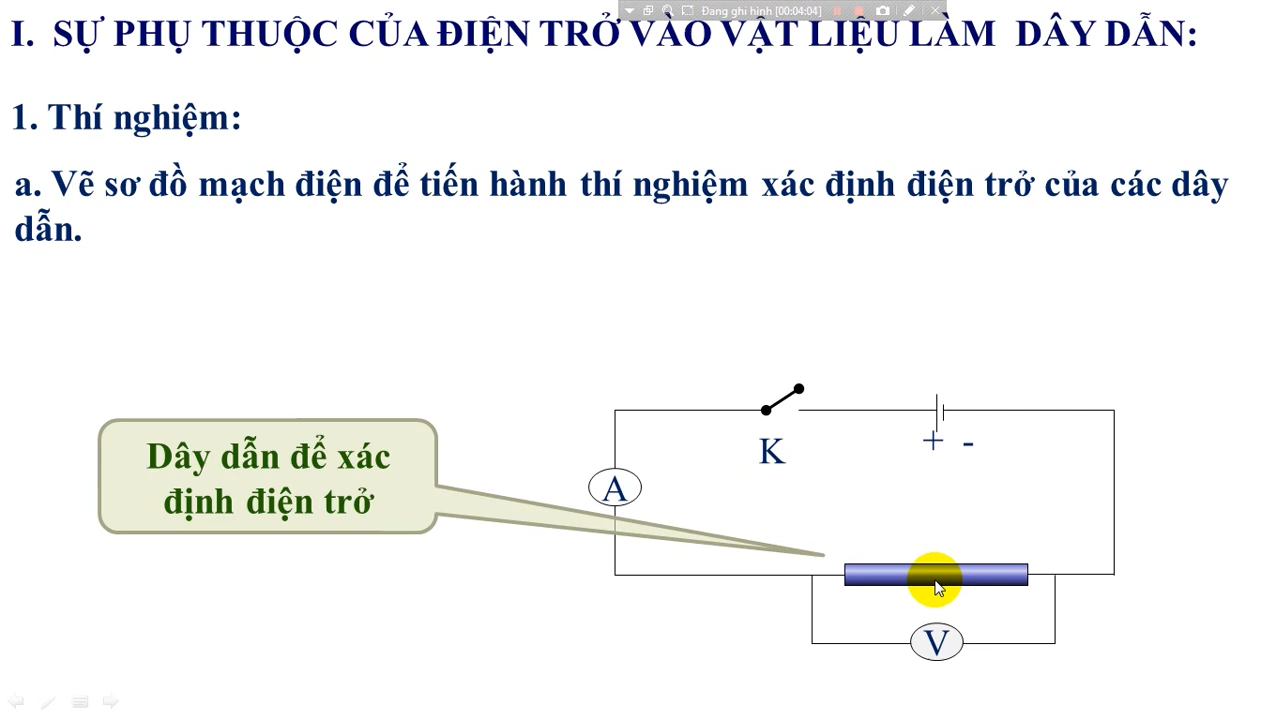 Đang ghi hình [00:04:04]
I. SỰ PHỤ THUỘC CỦA ĐIỆN TRỞ VÀO VẬT LIỆU LÀM DÂY DẪN:
1. Thí nghiệm:
a. Vẽ sơ đồ mạch điện để tiến hành thí nghiệm xác định điện trở của các dây
dẫn.
K
+ -
Dây dẫn để xác
định điện trở
A
V